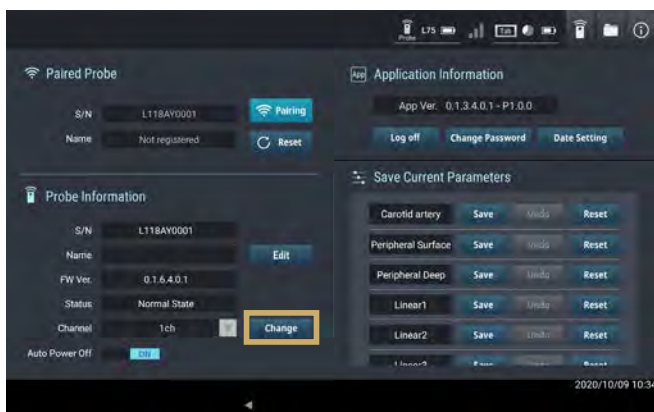 Probe L75
Paired Probe
S/N L118AY0001 Pairing
Name Not registered Reset
Probe Information
S/N L118AY0001
Name Edit
FW Ver. 0.1.6.4.0.1
Status Normal State
Channel 1ch Change
Auto Power Off ON
App Application Information
App Ver. 0.1.3.4.0.1 - P1.0.0
Log off Change Password Date Setting
Save Current Parameters
Carotid artery Save Undo Reset
Peripheral Surface Save Undo Reset
Peripheral Deep Save Undo Reset
Linear1 Save Undo Reset
Linear2 Save Undo Reset
2020/10/09 10:34